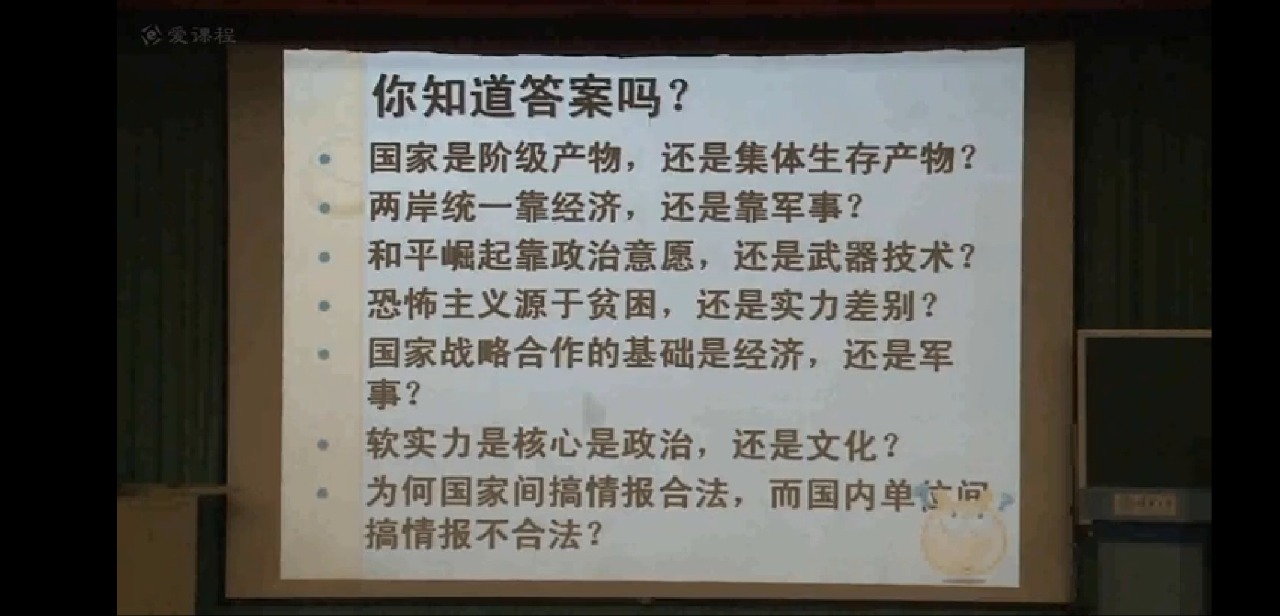 爱课程
你知道答案吗？
国家是阶级产物，还是集体生存产物？
两岸统一靠经济，还是靠军事？
和平崛起靠政治意愿，还是武器技术？
恐怖主义源于贫困，还是实力差别？
国家战略合作的基础是经济，还是军
事？
软实力是核心是政治，还是文化？
为何国家间搞情报合法，而国内单位间
搞情报不合法？